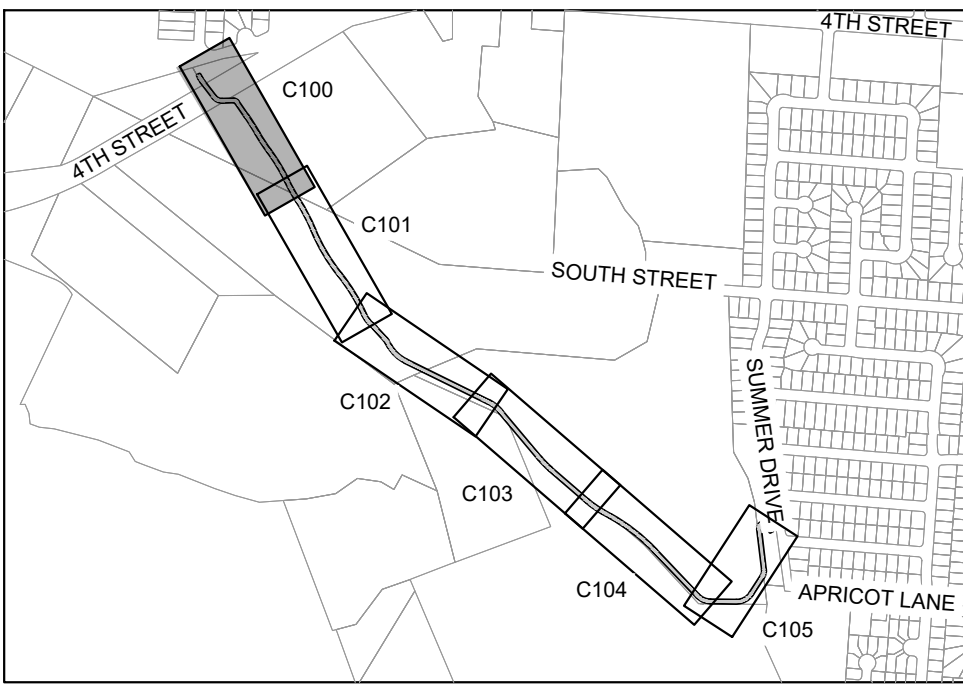 4TH STREET
C100
4TH STREET
C101
SOUTH STREET
SUMMER DRIVE
C102
C103
C104
APRICOT LANE
C105